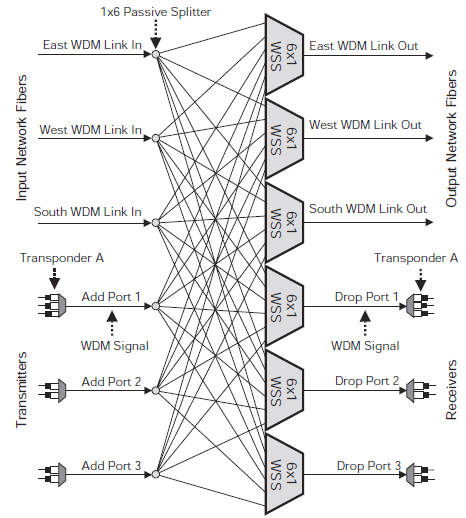 1x6 Passive Splitter
East WDM Link In
6x1
WSS
East WDM Link Out
Input Network Fibers
Output Network Fibers
West WDM Link In
6x1
WSS
West WDM Link Out
South WDM Link In
6x1
WSS
South WDM Link Out
Transponder A
Transponder A
Add Port 1
6x1
WSS
Drop Port 1
WDM Signal
WDM Signal
Transmitters
Receivers
Add Port 2
6x1
WSS
Drop Port 2
Add Port 3
6x1
WSS
Drop Port 3